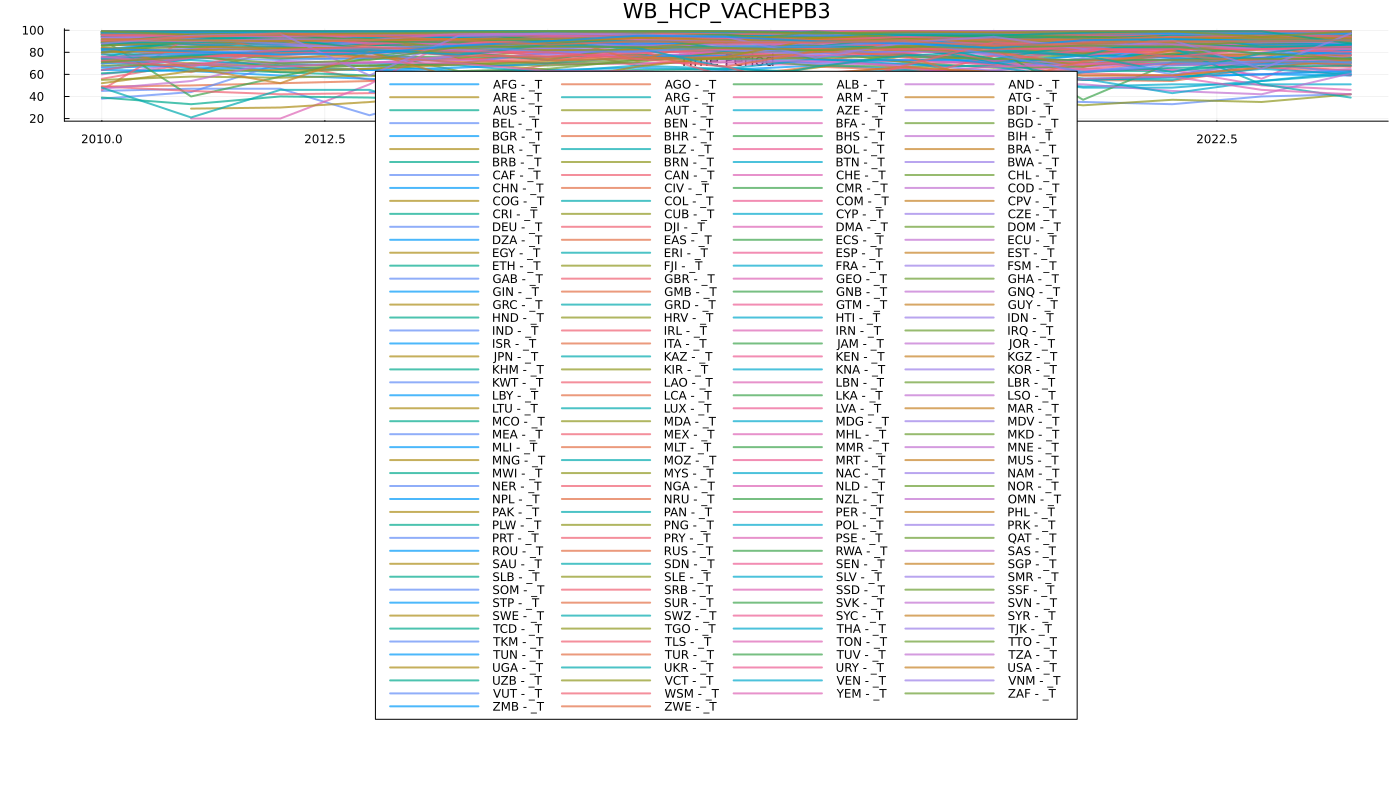 WB_HCP_VACHEPB3
100
80
60
40
20
Time Period
2010.0 2012.5 2022.5
AFG - _T AGO - _T ALB - _T AND - _T
ARE - _T ARG - _T ARM - _T ATG - _T
AUS - _T AUT - _T AZE - _T BDI - _T
BEL - _T BEN - _T BFA - _T BGD - _T
BGR - _T BHR - _T BHS - _T BIH - _T
BLR - _T BLZ - _T BOL - _T BRA - _T
BRB - _T BRN - _T BTN - _T BWA - _T
CAF - _T CAN - _T CHE - _T CHL - _T
CHN - _T CIV - _T CMR - _T COD - _T
COG - _T COL - _T COM - _T CPV - _T
CRI - _T CUB - _T CYP - _T CZE - _T
DEU - _T DJI - _T DMA - _T DOM - _T
DZA - _T EAS - _T ECS - _T ECU - _T
EGY - _T ERI - _T ESP - _T EST - _T
ETH - _T FJI - _T FRA - _T FSM - _T
GAB - _T GBR - _T GEO - _T GHA - _T
GIN - _T GMB - _T GNB - _T GNQ - _T
GRC - _T GRD - _T GTM - _T GUY - _T
HND - _T HRV - _T HTI - _T IDN - _T
IND - _T IRL - _T IRN - _T IRQ - _T
ISR - _T ITA - _T JAM - _T JOR - _T
JPN - _T KAZ - _T KEN - _T KGZ - _T
KHM - _T KIR - _T KNA - _T KOR - _T
KWT - _T LAO - _T LBN - _T LBR - _T
LBY - _T LCA - _T LKA - _T LSO - _T
LTU - _T LUX - _T LVA - _T MAR - _T
MCO - _T MDA - _T MDG - _T MDV - _T
MEA - _T MEX - _T MHL - _T MKD - _T
MLI - _T MLT - _T MMR - _T MNE - _T
MNG - _T MOZ - _T MRT - _T MUS - _T
MWI - _T MYS - _T NAC - _T NAM - _T
NER - _T NGA - _T NLD - _T NOR - _T
NPL - _T NRU - _T NZL - _T OMN - _T
PAK - _T PAN - _T PER - _T PHL - _T
PLW - _T PNG - _T POL - _T PRK - _T
PRT - _T PRY - _T PSE - _T QAT - _T
ROU - _T RUS - _T RWA - _T SAS - _T
SAU - _T SDN - _T SEN - _T SGP - _T
SLB - _T SLE - _T SLV - _T SMR - _T
SOM - _T SRB - _T SSD - _T SSF - _T
STP - _T SUR - _T SVK - _T SVN - _T
SWE - _T SWZ - _T SYC - _T SYR - _T
TCD - _T TGO - _T THA - _T TJK - _T
TKM - _T TLS - _T TON - _T TTO - _T
TUN - _T TUR - _T TUV - _T TZA - _T
UGA - _T UKR - _T URY - _T USA - _T
UZB - _T VCT - _T VEN - _T VNM - _T
VUT - _T WSM - _T YEM - _T ZAF - _T
ZMB - _T ZWE - _T